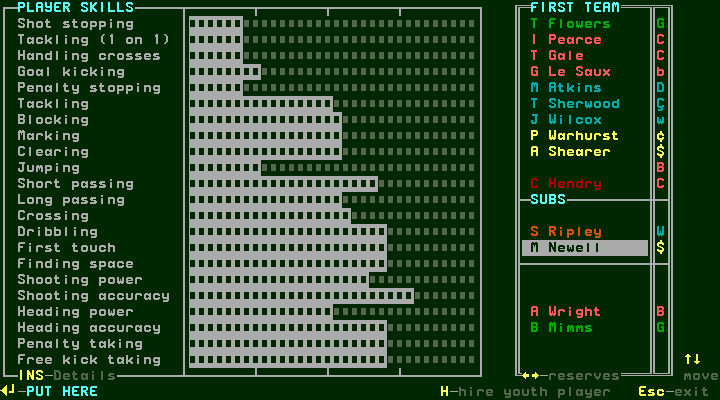 PLAYER SKILLS
Shot stopping
Tackling (1 on 1)
Handling crosses
Goal kicking
Penalty stopping
Tackling
Blocking
Marking
Clearing
Jumping
Short passing
Long passing
Crossing
Dribbling
First touch
Finding space
Shooting power
Shooting accuracy
Heading power
Heading accuracy
Penalty taking
Free kick taking
INS-Details
PUT HERE
FIRST TEAM
T Flowers G
I Pearce C
T Gale C
G Le Saux b
M Atkins D
T Sherwood Ç
J Wilcox w
P Warhurst ¢
A Shearer $
B
C Hendry C
SUBS
S Ripley W
M Newell $
A Wright B
B Mimms G
↔ reserves
↑↓ move
H-hire youth player
Esc-exit